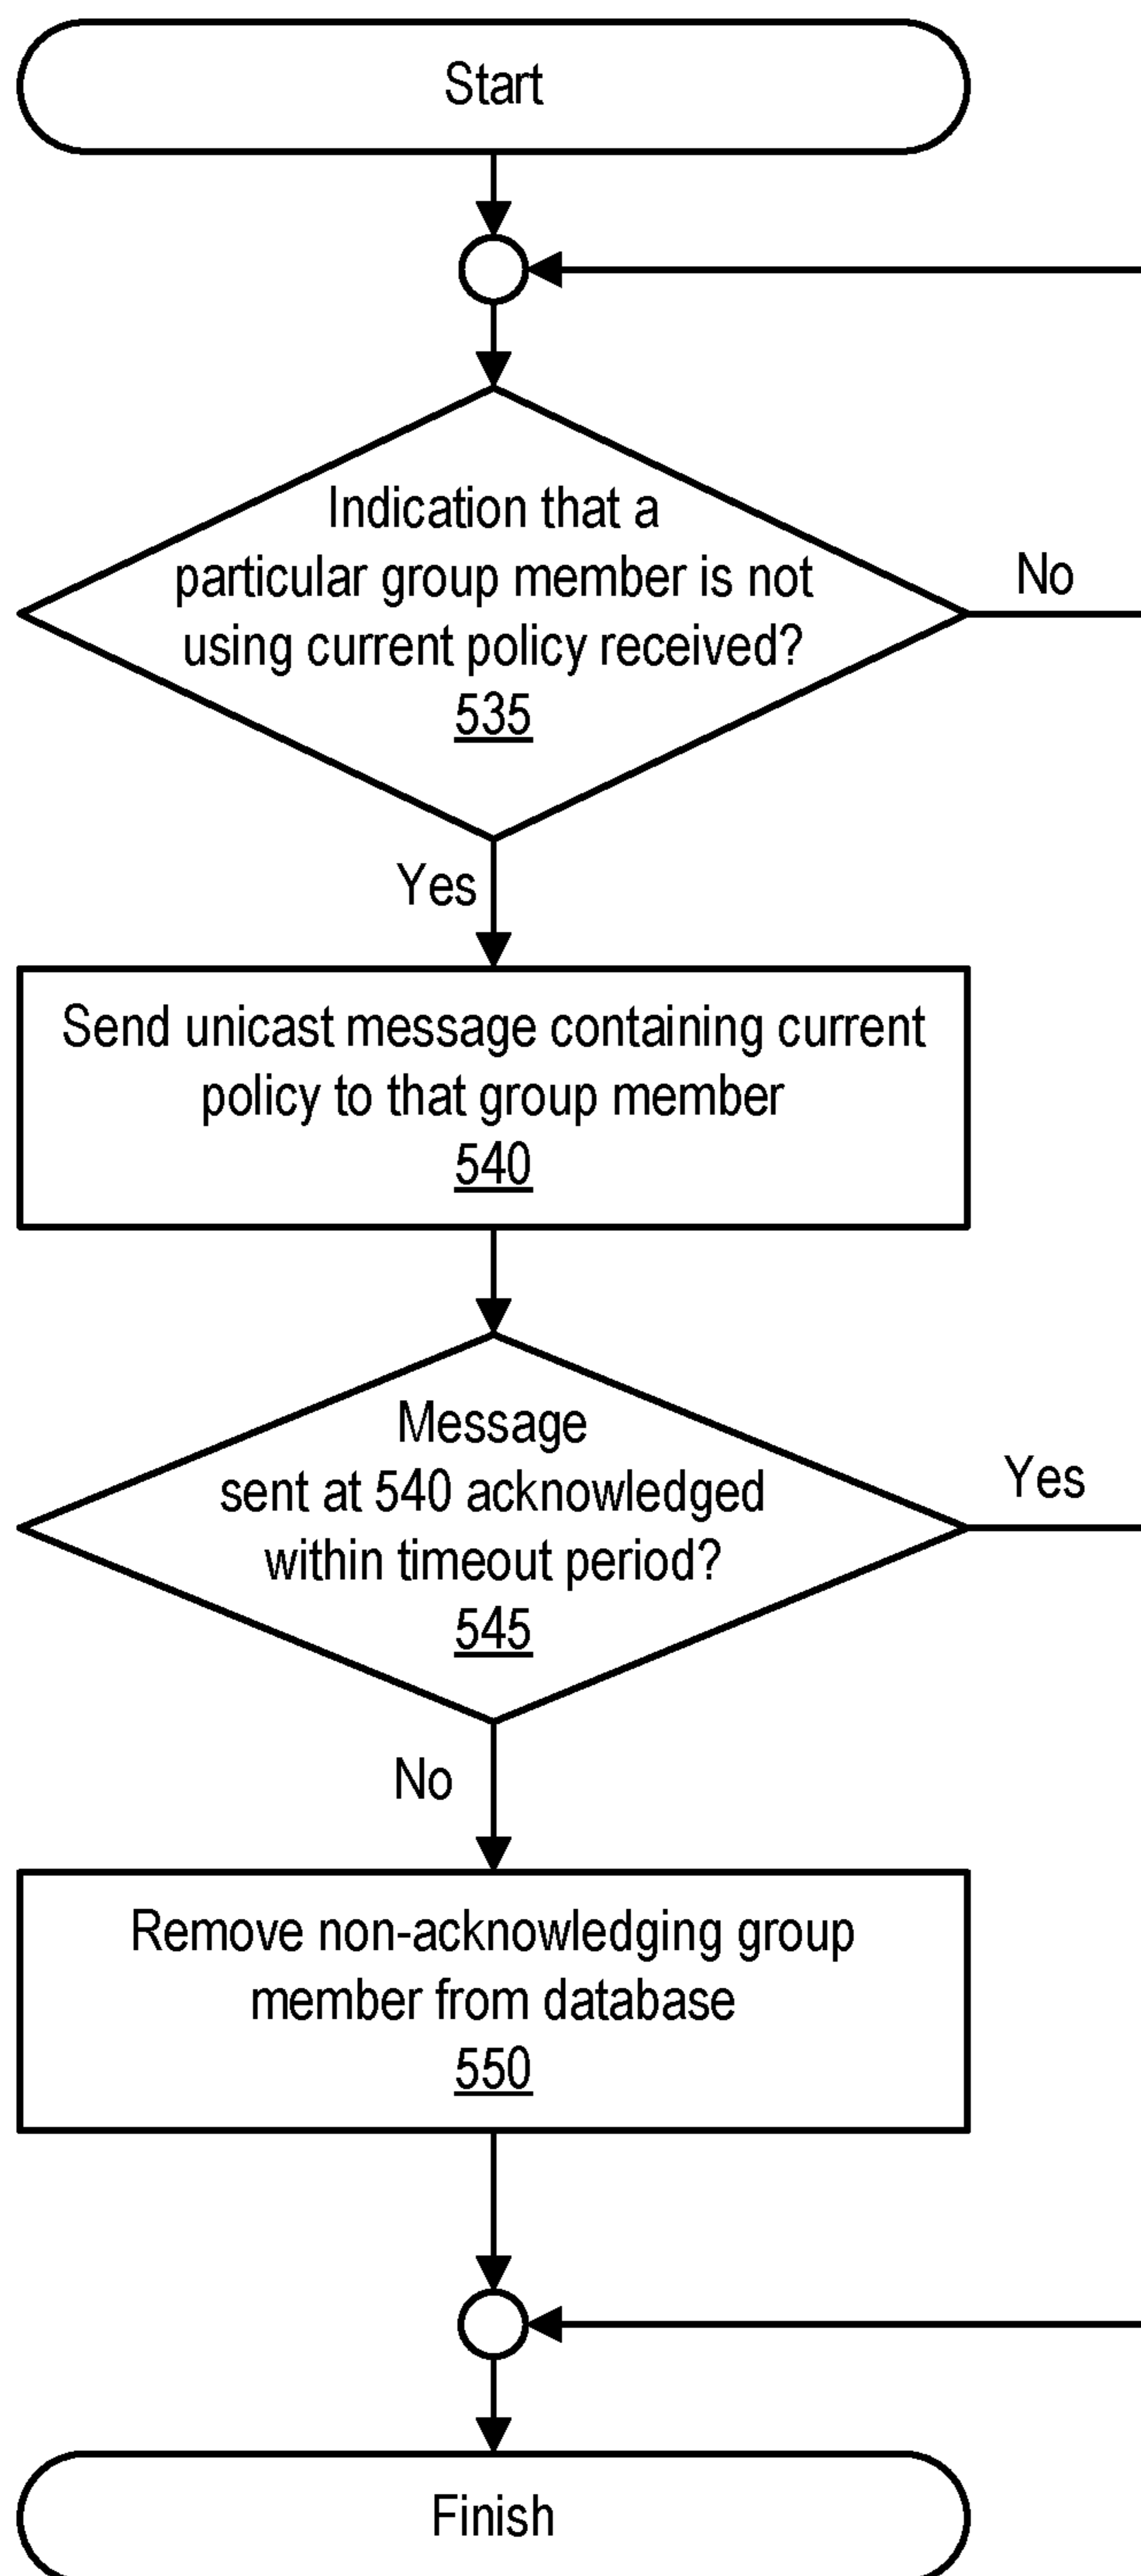 Start
Indication that a
particular group member is not
using current policy received?
535
No
Yes
Send unicast message containing current
policy to that group member
540
Message
sent at 540 acknowledged
within timeout period?
545
Yes
No
Remove non-acknowledging group
member from database
550
Finish